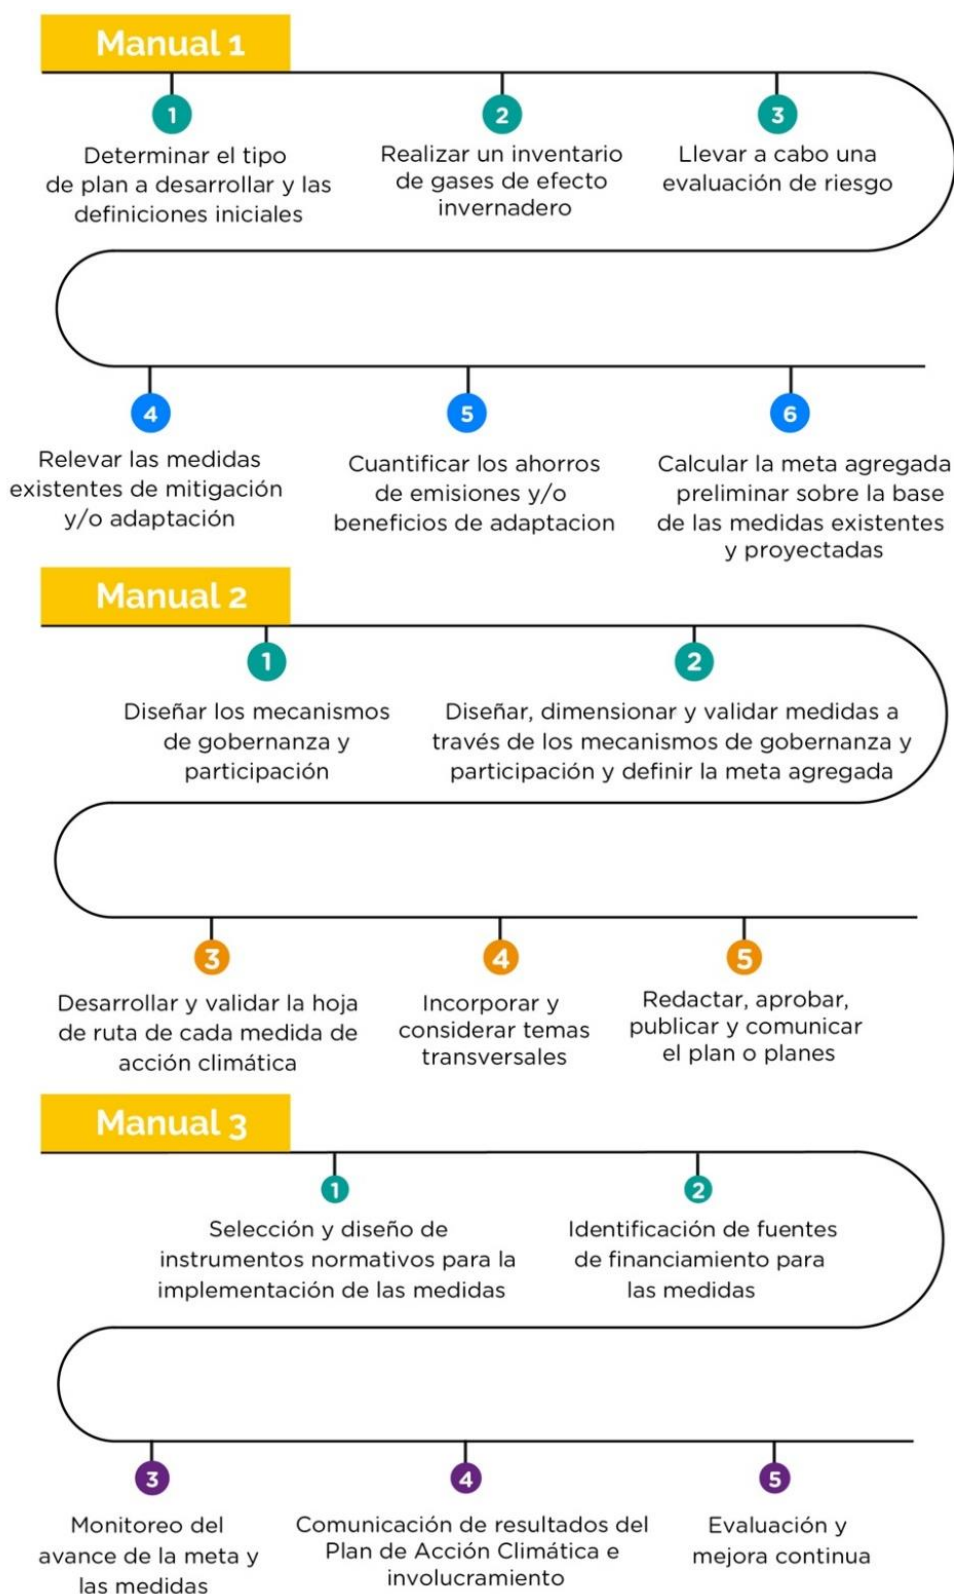 Manual 1
1
Determinar el tipo
de plan a desarrollar y las
definiciones iniciales
2
Realizar un inventario
de gases de efecto
invernadero
3
Llevar a cabo una
evaluación de riesgo
4
Relevar las medidas
existentes de mitigación
y/o adaptación
5
Cuantificar los ahorros
de emisiones y/o
beneficios de adaptacion
6
Calcular la meta agregada
preliminar sobre la base
de las medidas existentes
y proyectadas
Manual 2
1
Diseñar los mecanismos
de gobernanza y
participación
2
Diseñar, dimensionar y validar medidas a
través de los mecanismos de gobernanza y
participación y definir la meta agregada
3
Desarrollar y validar la hoja
de ruta de cada medida de
acción climática
4
Incorporar y
considerar temas
transversales
5
Redactar, aprobar,
publicar y comunicar
el plan o planes
Manual 3
1
Selección y diseño de
instrumentos normativos para la
implementación de las medidas
2
Identificación de fuentes
de financiamiento para
las medidas
3
Monitoreo del
avance de la meta y
las medidas
4
Comunicación de resultados del
Plan de Acción Climática e
involucramiento
5
Evaluación y
mejora continua